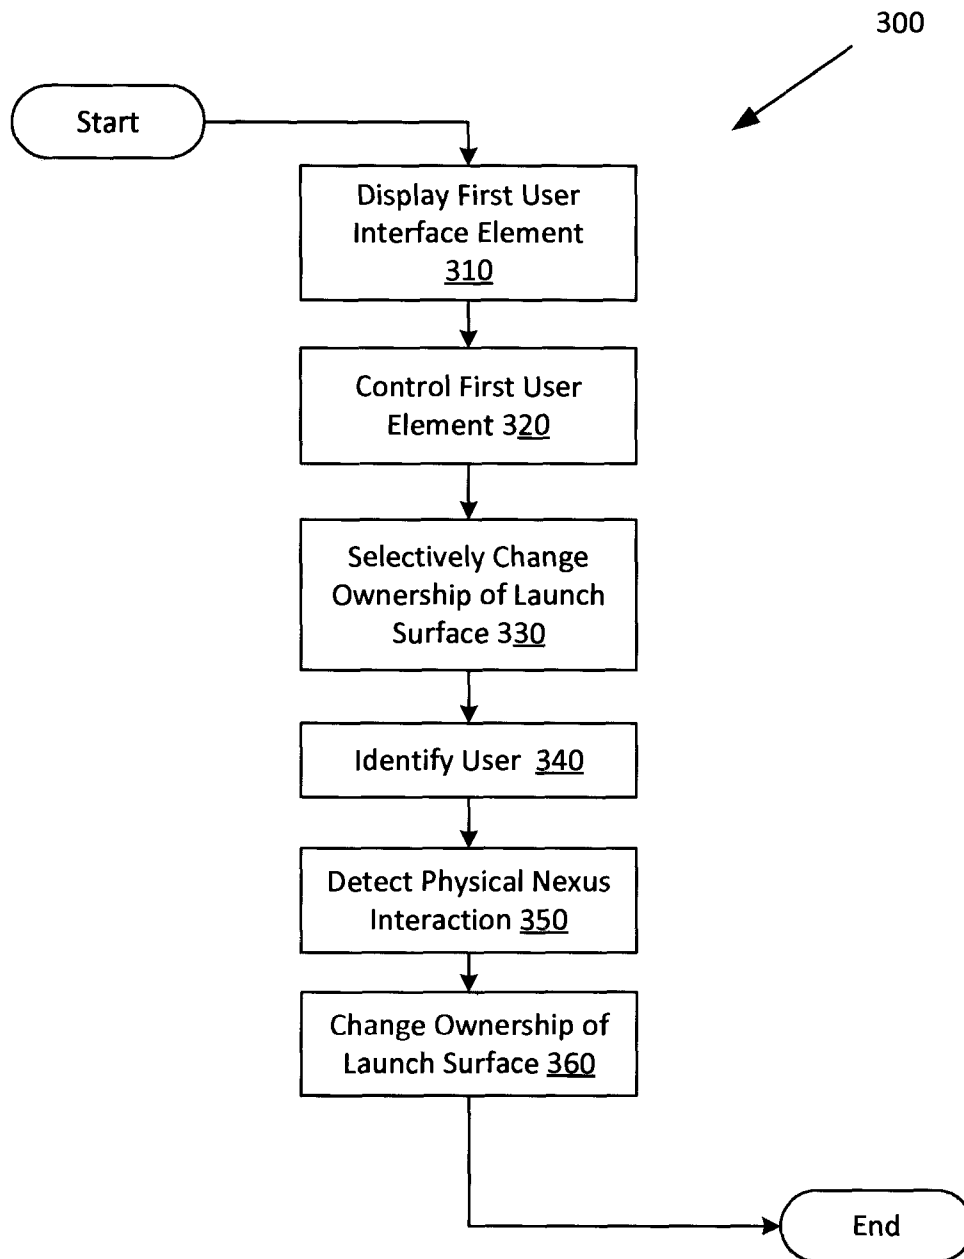 300
Start
Display First User
Interface Element
310
Control First User
Element 320
Selectively Change
Ownership of Launch
Surface 330
Identify User 340
Detect Physical Nexus
Interaction 350
Change Ownership of
Launch Surface 360
End